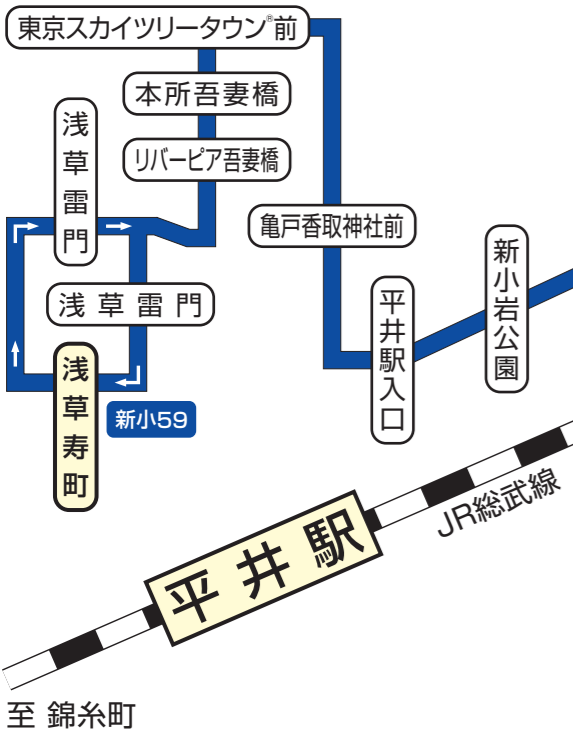 東京スカイツリータウン®前
本所吾妻橋
リバーピア吾妻橋
浅草雷門
亀戸香取神社前
新小岩公園
浅草雷門
平井駅入口
浅草寿町
新小59
JR総武線
平井駅
至 錦糸町